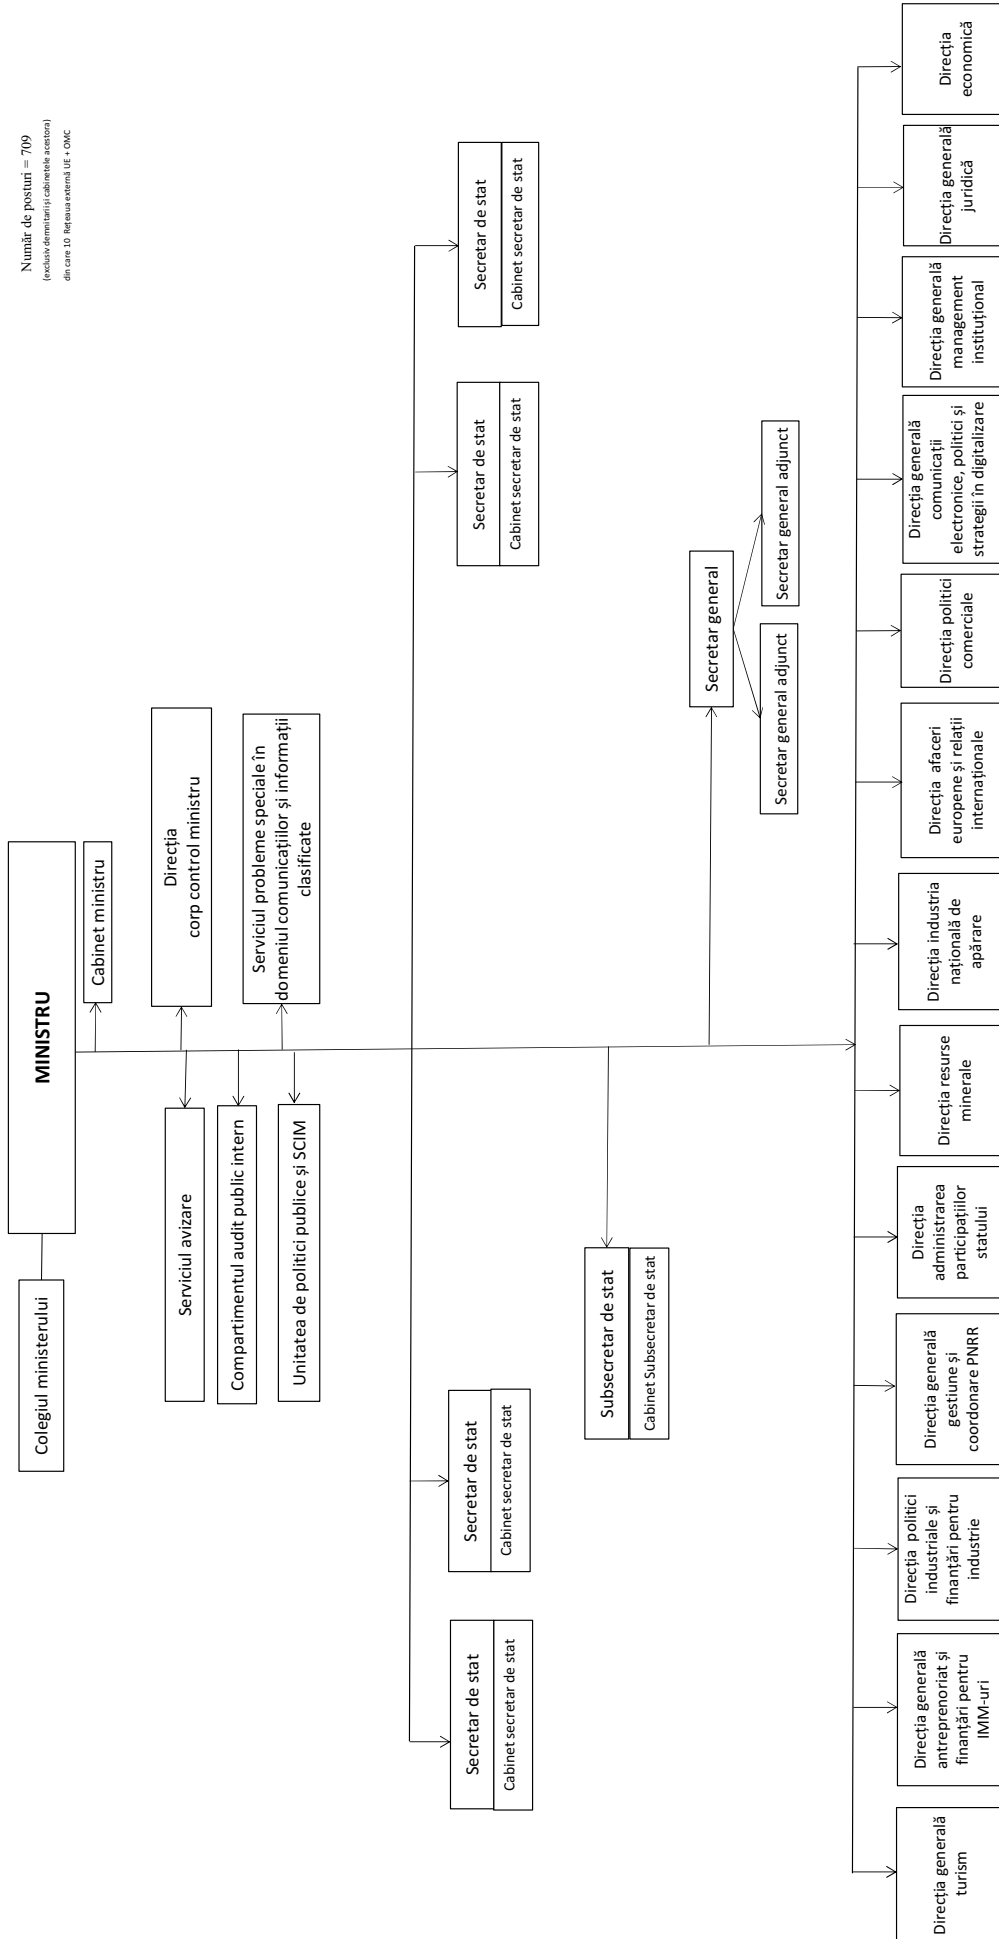 Număr de posturi = 709
(exclusiv demnitarii și cabinetele acestora)
din care 10 Rețeaua externă UE + OMC
MINISTRU
Colegiul ministerului
Cabinet ministru
Serviciul avizare
Direcția
corp control ministru
Compartimentul audit public intern
Serviciul probleme speciale în
domeniul comunicațiilor și informații
clasificate
Unitatea de politici publice și SCIM
Secretar de stat
Cabinet secretar de stat
Secretar de stat
Cabinet secretar de stat
Secretar de stat
Cabinet secretar de stat
Secretar de stat
Cabinet secretar de stat
Subsecretar de stat
Cabinet Subsecretar de stat
Secretar general
Secretar general adjunct
Secretar general adjunct
Direcția generală
turism
Direcția generală
antreprenoriat și
finanțări pentru
IMM-uri
Direcția politici
industriale și
finanțări pentru
industrie
Direcția generală
gestiune și
coordonare PNRR
Direcția
administrarea
participațiilor
statului
Direcția resurse
minerale
Direcția industria
națională de
apărare
Direcția afaceri
europene și relații
internaționale
Direcția politici
comerciale
Direcția generală
comunicații
electronice, politici și
strategii în digitalizare
Direcția generală
management
instituțional
Direcția generală
juridică
Direcția
economică